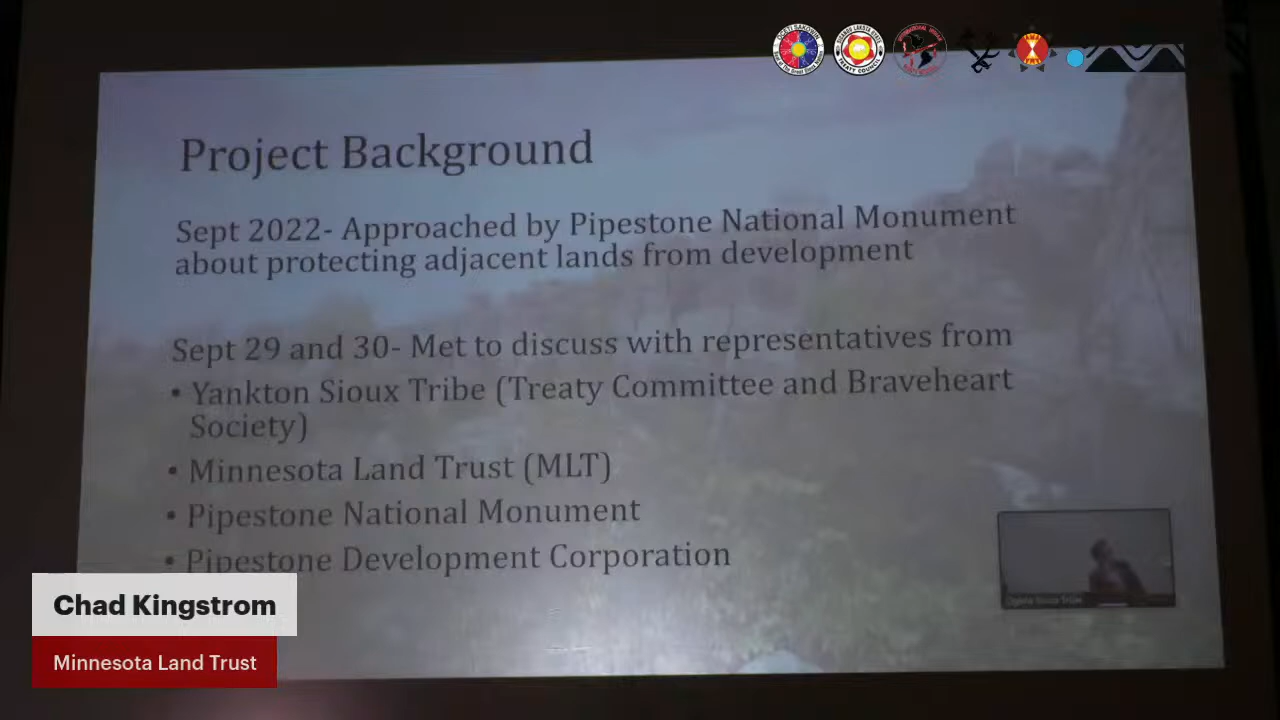 TREATY COUNCIL
Project Background
Sept 2022- Approached by Pipestone National Monument
about protecting adjacent lands from development
Sept 29 and 30- Met to discuss with representatives from
• Yankton Sioux Tribe (Treaty Committee and Braveheart
Society)
• Minnesota Land Trust (MLT)
• Pipestone National Monument
• Pipestone Development Corporation
Chad Kingstrom
Minnesota Land Trust